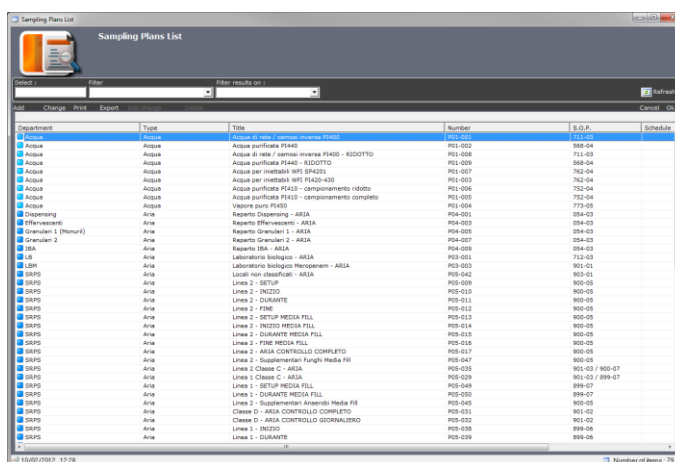 Sampling Plans List
Sampling Plans List
Select : Filter Filter results on :
Refresh
Add Change Print Export Edit change Delete Cancel Ok
Department Type Title Number S.O.P. Schedule
Acqua Acqua Acqua di rete / osmosi inversa PI400 P01-001 711-03
Acqua Acqua Acqua purificata PI440 P01-002 568-04
Acqua Acqua Acqua di rete / osmosi inversa PI400 - RIDOTTO P01-008 711-03
Acqua Acqua Acqua purificata PI440 - RIDOTTO P01-009 568-04
Acqua Acqua Acqua per iniettabili WFI SP4201 P01-007 762-04
Acqua Acqua Acqua per iniettabili WFI PI420-430 P01-003 762-04
Acqua Acqua Acqua purificata PI410 - campionamento ridotto P01-006 752-04
Acqua Acqua Acqua purificata PI410 - campionamento completo P01-005 752-04
Acqua Acqua Vapore puro PI450 P01-004 773-05
Dispensing Aria Reparto Dispensing - ARIA P04-001 054-03
Effervescenti Aria Reparto Effervescenti - ARIA P04-003 054-03
Granulari 1 (Monuril) Aria Reparto Granulari 1 - ARIA P04-005 054-03
Granulari 2 Aria Reparto Granulari 2 - ARIA P04-007 054-03
IBA Aria Reparto IBA - ARIA P04-009 054-03
LB Aria Laboratorio biologico - ARIA P03-001 712-03
LBM Aria Laboratorio biologico Meropenem - ARIA P03-003 901-01
SRPS Aria Locali non classificati - ARIA P05-042 903-01
SRPS Aria Linea 2 - SETUP P05-009 900-05
SRPS Aria Linea 2 - INIZIO P05-010 900-05
SRPS Aria Linea 2 - DURANTE P05-011 900-05
SRPS Aria Linea 2 - FINE P05-012 900-05
SRPS Aria Linea 2 - SETUP MEDIA FILL P05-013 900-05
SRPS Aria Linea 2 - INIZIO MEDIA FILL P05-014 900-05
SRPS Aria Linea 2 - DURANTE MEDIA FILL P05-015 900-05
SRPS Aria Linea 2 - FINE MEDIA FILL P05-016 900-05
SRPS Aria Linea 2 - ARIA CONTROLLO COMPLETO P05-017 900-05
SRPS Aria Linea 2 - Supplementari Funghi Media Fill P05-047 900-05
SRPS Aria Linea 2 Classe C - ARIA P05-035 901-03 / 900-07
SRPS Aria Linea 1 Classe C - ARIA P05-029 901-03 / 899-07
SRPS Aria Linea 1 - SETUP MEDIA FILL P05-049 899-07
SRPS Aria Linea 1 - DURANTE MEDIA FILL P05-050 899-07
SRPS Aria Linea 2 - Supplementari Anaerobi Media Fill P05-045 900-05
SRPS Aria Classe D - ARIA CONTROLLO COMPLETO P05-031 901-02
SRPS Aria Classe D - ARIA CONTROLLO GIORNALIERO P05-032 901-02
SRPS Aria Linea 1 - INIZIO P05-038 899-06
SRPS Aria Linea 1 - DURANTE P05-039 899-06
10/02/2012 12:28 Number of items : 79